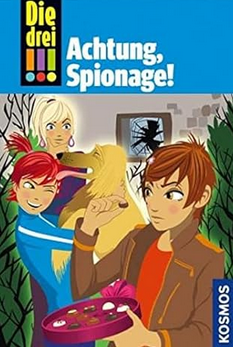 Die
drei
!!!
Achtung,
Spionage!
KOSMOS